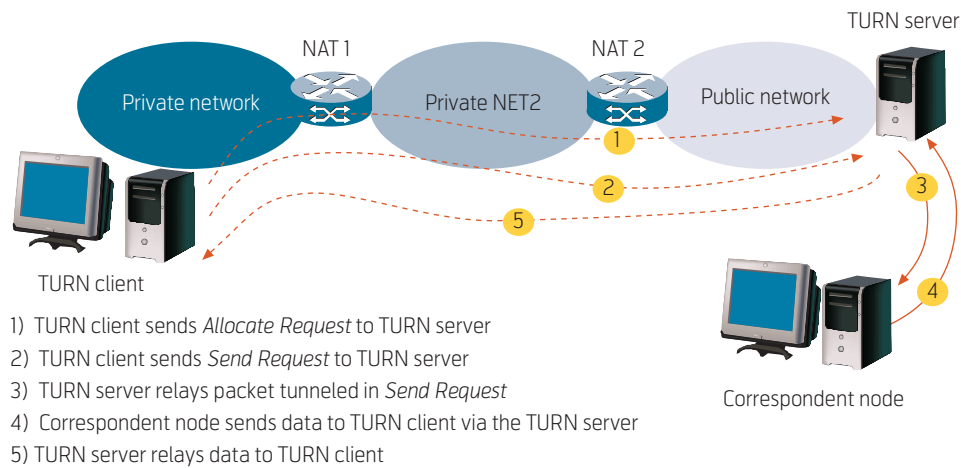 TURN server
NAT 1
NAT 2
Private network
Private NET2
Public network
1
2
3
5
4
TURN client
Correspondent node
1) TURN client sends Allocate Request to TURN server
2) TURN client sends Send Request to TURN server
3) TURN server relays packet tunneled in Send Request
4) Correspondent node sends data to TURN client via the TURN server
5) TURN server relays data to TURN client